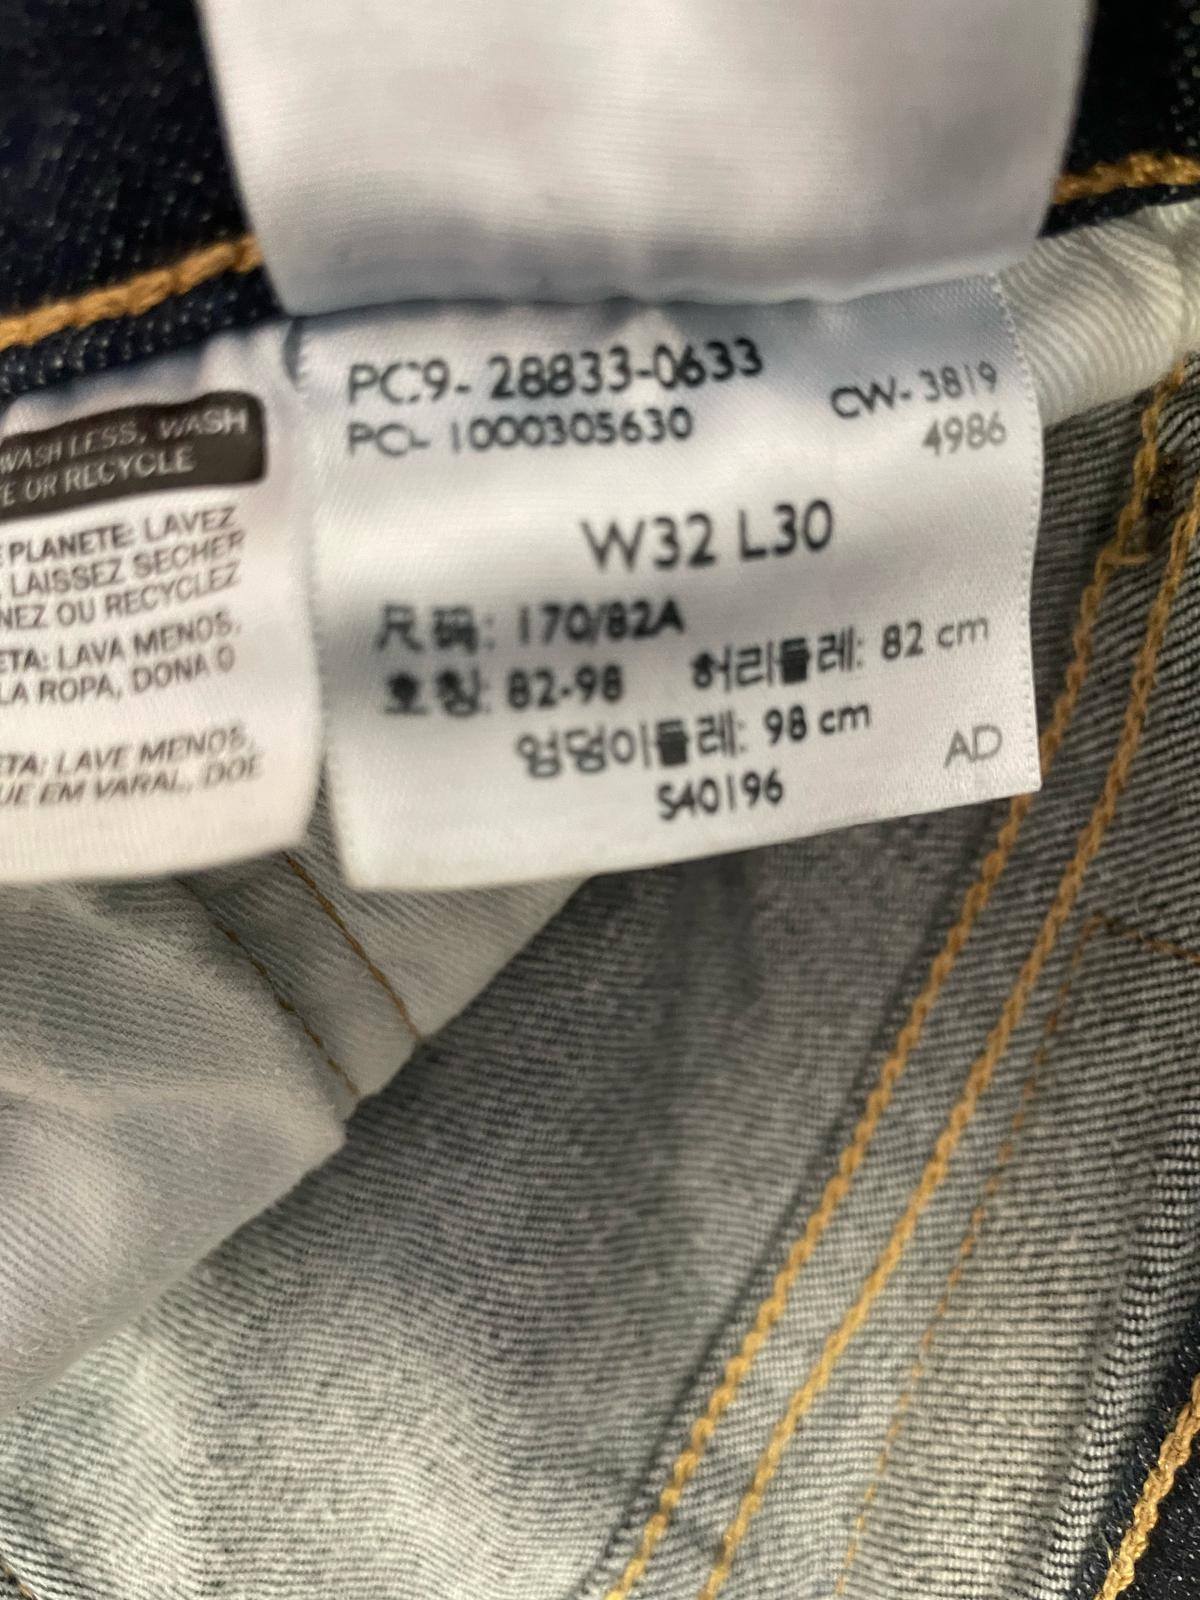 WASH LESS, WASH
E OR RECYCLE
PLANETE: LAVEZ
LAISSEZ SECHER
NEZ OU RECYCLEZ
ETA: LAVA MENOS,
LA ROPA, DONA O
TA: LAVE MENOS,
UE EM VARAL, DOE
PC9- 28833-0633
PC- 1000305630
CW- 3819
4986
W32 L30
尺码: 170/82A
호칭: 82-98 허리둘레: 82 cm
엉덩이둘레: 98 cm
AD
S40196